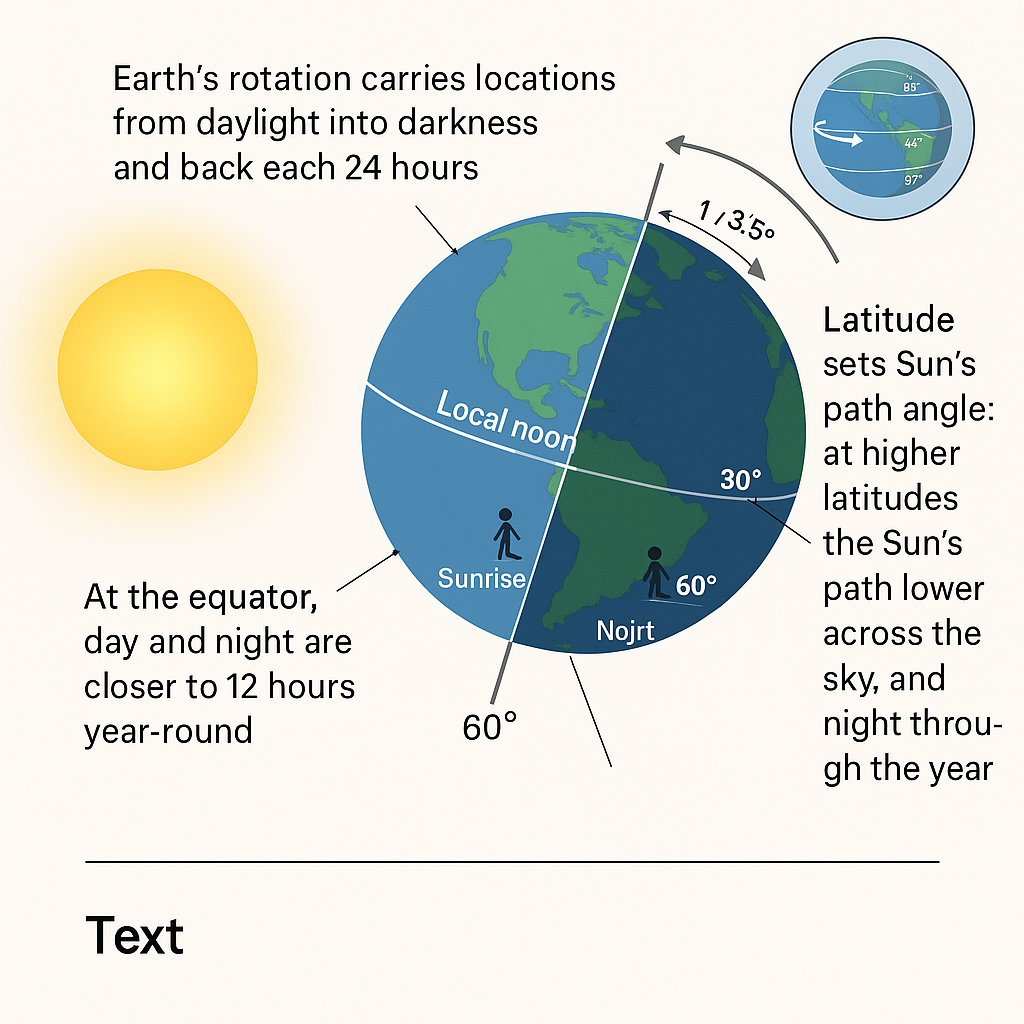 Earth's rotation carries locations
from daylight into darkness
and back each 24 hours
85°
44°
97°
1/3.5°
Latitude
sets Sun's
path angle:
at higher
latitudes
the Sun's
path lower
across the
sky, and
night throu-
gh the year
Local noon
30°
Sunrise
60°
Nojrt
At the equator,
day and night are
closer to 12 hours
year-round
60°
Text